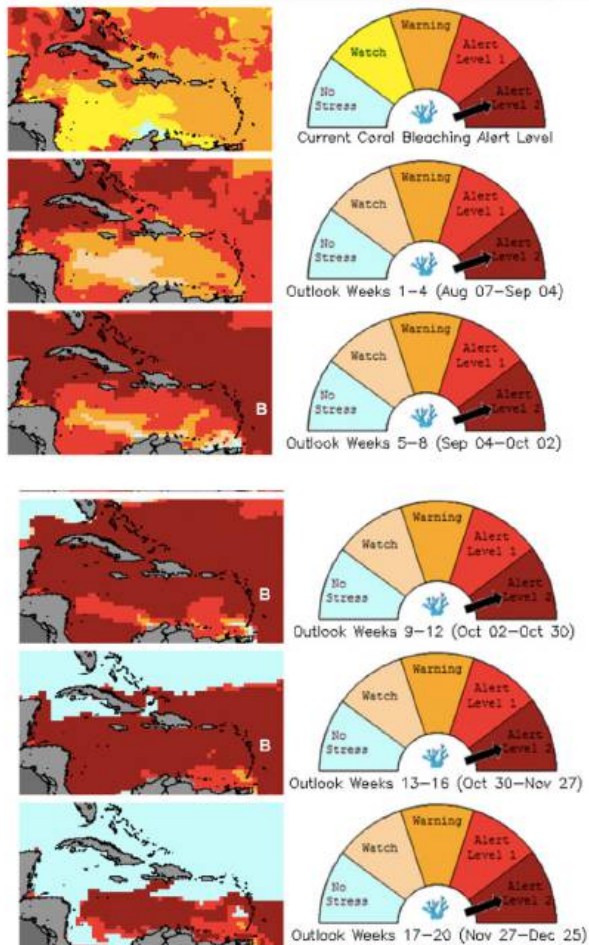 No
Stress
Watch
Warning
Alert
Level 1
Alert
Level 2
Current Coral Bleaching Alert Level
No
Stress
Watch
Warning
Alert
Level 1
Alert
Level 2
Outlook Weeks 1-4 (Aug 07-Sep 04)
B
No
Stress
Watch
Warning
Alert
Level 1
Alert
Level 2
Outlook Weeks 5-8 (Sep 04-Oct 02)
B
No
Stress
Watch
Warning
Alert
Level 1
Alert
Level 2
Outlook Weeks 9-12 (Oct 02-Oct 30)
B
No
Stress
Watch
Warning
Alert
Level 1
Alert
Level 2
Outlook Weeks 13-16 (Oct 30-Nov 27)
No
Stress
Watch
Warning
Alert
Level 1
Alert
Level 2
Outlook Weeks 17-20 (Nov 27-Dec 25)